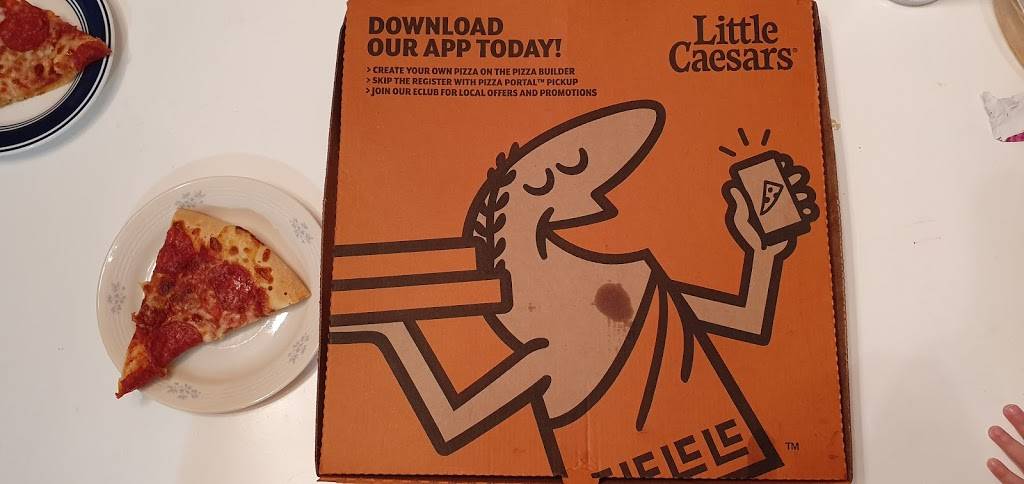 DOWNLOAD
OUR APP TODAY!
> CREATE YOUR OWN PIZZA ON THE PIZZA BUILDER
> SKIP THE REGISTER WITH PIZZA PORTAL™ PICKUP
> JOIN OUR ECLUB FOR LOCAL OFFERS AND PROMOTIONS
Little
Caesars®
TM